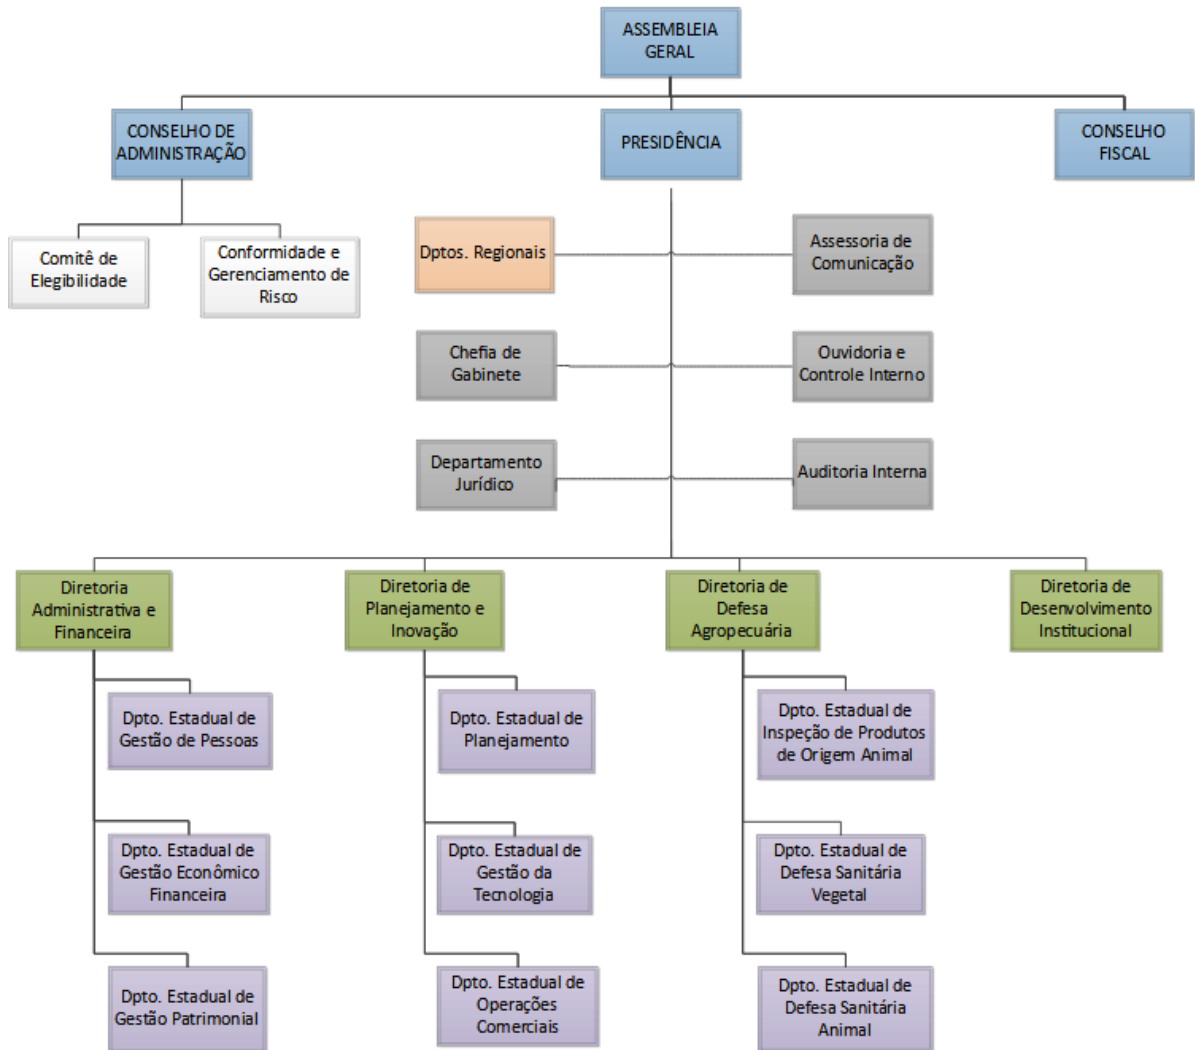 ASSEMBLEIA
GERAL
CONSELHO DE
ADMINISTRAÇÃO
PRESIDÊNCIA
CONSELHO
FISCAL
Comitê de
Elegibilidade
Conformidade e
Gerenciamento de
Risco
Dptos. Regionais
Assessoria de
Comunicação
Chefia de
Gabinete
Ouvidoria e
Controle Interno
Departamento
Jurídico
Auditoria Interna
Diretoria
Administrativa e
Financeira
Diretoria de
Planejamento e
Inovação
Diretoria de
Defesa
Agropecuária
Diretoria de
Desenvolvimento
Institucional
Dpto. Estadual de
Gestão de Pessoas
Dpto. Estadual de
Planejamento
Dpto. Estadual de
Inspeção de Produtos
de Origem Animal
Dpto. Estadual de
Gestão Econômico
Financeira
Dpto. Estadual de
Gestão da
Tecnologia
Dpto. Estadual de
Defesa Sanitária
Vegetal
Dpto. Estadual de
Gestão Patrimonial
Dpto. Estadual de
Operações
Comerciais
Dpto. Estadual de
Defesa Sanitária
Animal